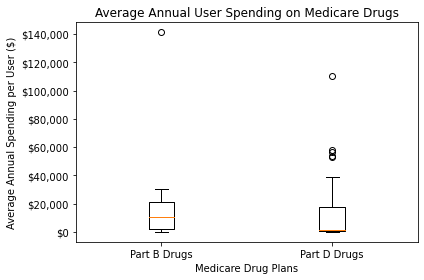 Average Annual User Spending on Medicare Drugs
Average Annual Spending per User ($)
$140,000
$120,000
$100,000
$80,000
$60,000
$40,000
$20,000
$0
Part B Drugs
Part D Drugs
Medicare Drug Plans